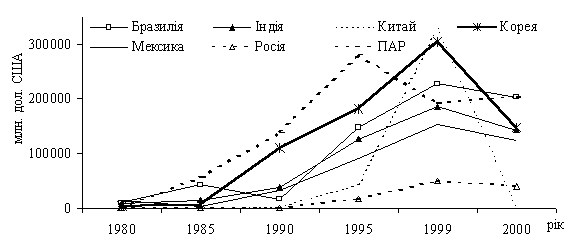 Бразилія Індія Китай Корея
Мексика Росія ПАР
млн. дол. США
300000
200000
100000
0
1980 1985 1990 1995 1999 2000
рік